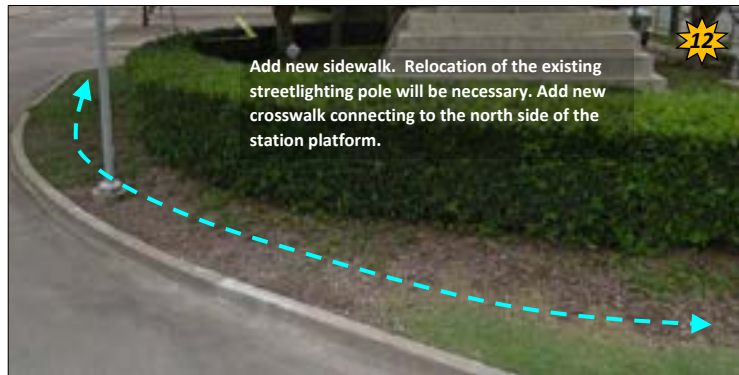 12
Add new sidewalk.  Relocation of the existing
streetlighting pole will be necessary. Add new
crosswalk connecting to the north side of the
station platform.